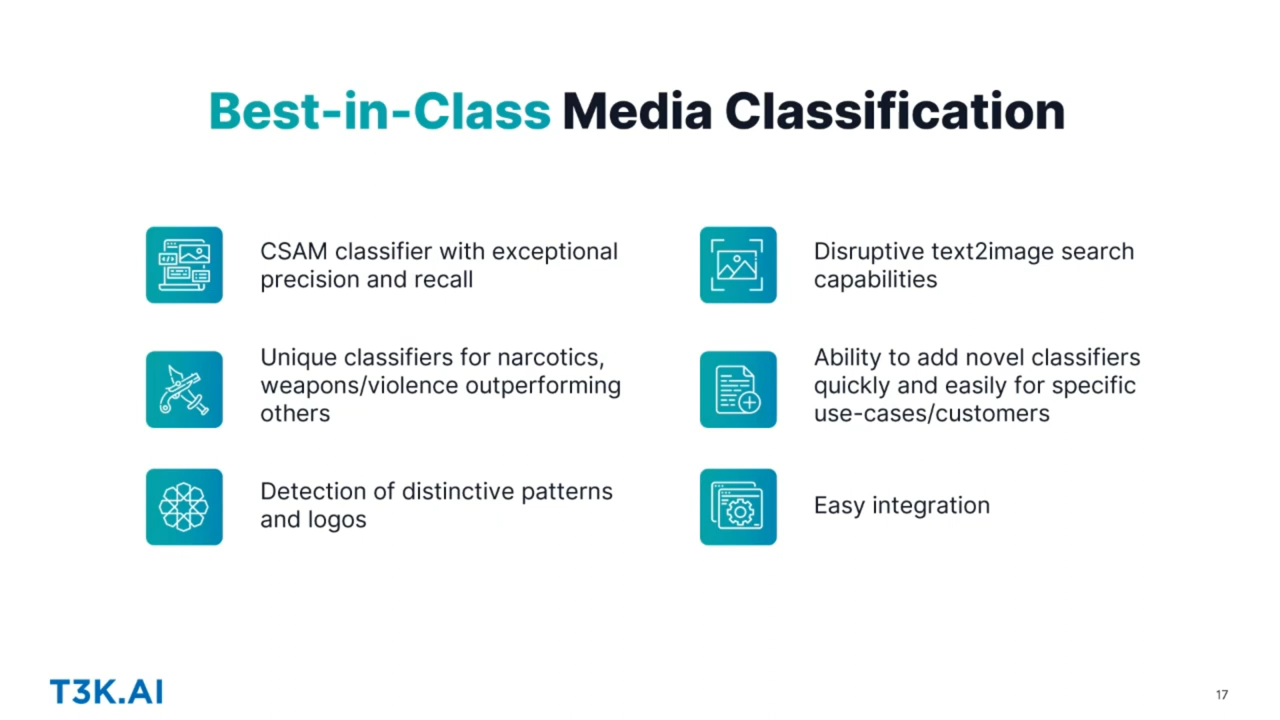 Best-in-Class Media Classification
CSAM classifier with exceptional
precision and recall
Unique classifiers for narcotics,
weapons/violence outperforming
others
Detection of distinctive patterns
and logos
Disruptive text2image search
capabilities
Ability to add novel classifiers
quickly and easily for specific
use-cases/customers
Easy integration
T3K.AI
17